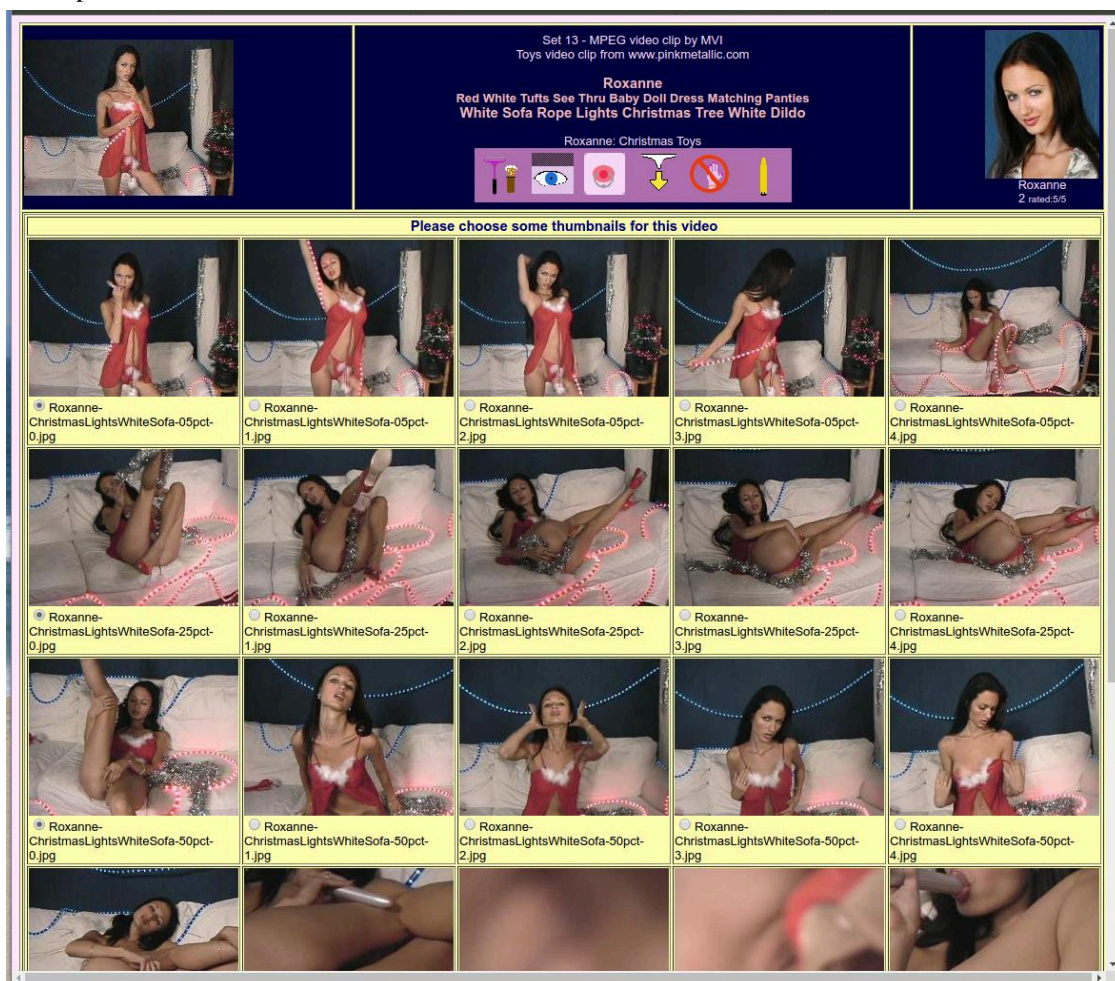 Set 13 - MPEG video clip by MVI
Toys video clip from www.pinkmetallic.com
Roxanne
Red White Tufts See Thru Baby Doll Dress Matching Panties
White Sofa Rope Lights Christmas Tree White Dildo
Roxanne: Christmas Toys
Roxanne
2 rated:5/5
Please choose some thumbnails for this video
Roxanne-
ChristmasLightsWhiteSofa-05pct-
0.jpg
Roxanne-
ChristmasLightsWhiteSofa-05pct-
1.jpg
Roxanne-
ChristmasLightsWhiteSofa-05pct-
2.jpg
Roxanne-
ChristmasLightsWhiteSofa-05pct-
3.jpg
Roxanne-
ChristmasLightsWhiteSofa-05pct-
4.jpg
Roxanne-
ChristmasLightsWhiteSofa-25pct-
0.jpg
Roxanne-
ChristmasLightsWhiteSofa-25pct-
1.jpg
Roxanne-
ChristmasLightsWhiteSofa-25pct-
2.jpg
Roxanne-
ChristmasLightsWhiteSofa-25pct-
3.jpg
Roxanne-
ChristmasLightsWhiteSofa-25pct-
4.jpg
Roxanne-
ChristmasLightsWhiteSofa-50pct-
0.jpg
Roxanne-
ChristmasLightsWhiteSofa-50pct-
1.jpg
Roxanne-
ChristmasLightsWhiteSofa-50pct-
2.jpg
Roxanne-
ChristmasLightsWhiteSofa-50pct-
3.jpg
Roxanne-
ChristmasLightsWhiteSofa-50pct-
4.jpg